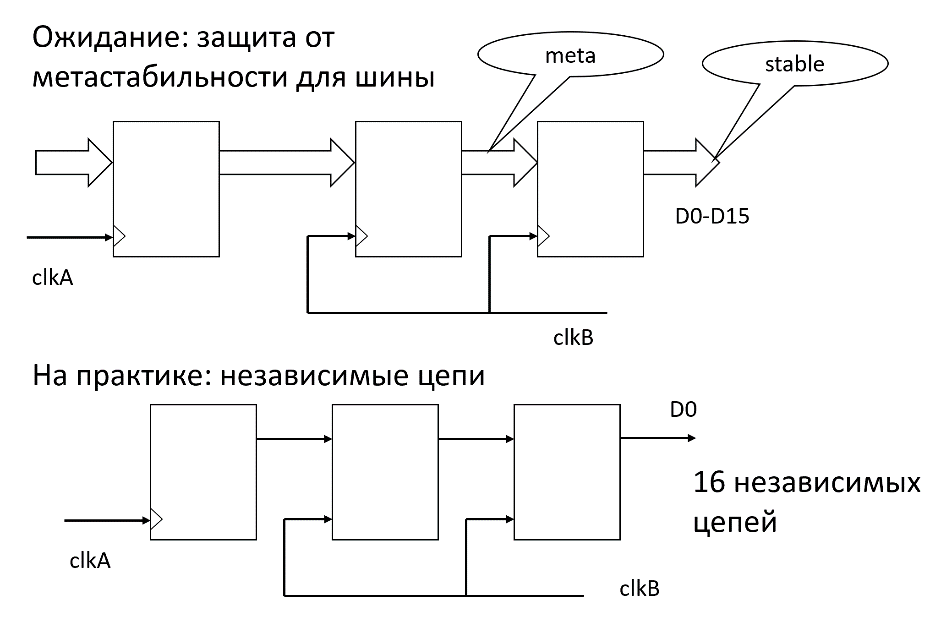 Ожидание: защита от
метастабильности для шины
meta
stable
D0-D15
clkA
clkB
На практике: независимые цепи
D0
16 независимых
цепей
clkA
clkB